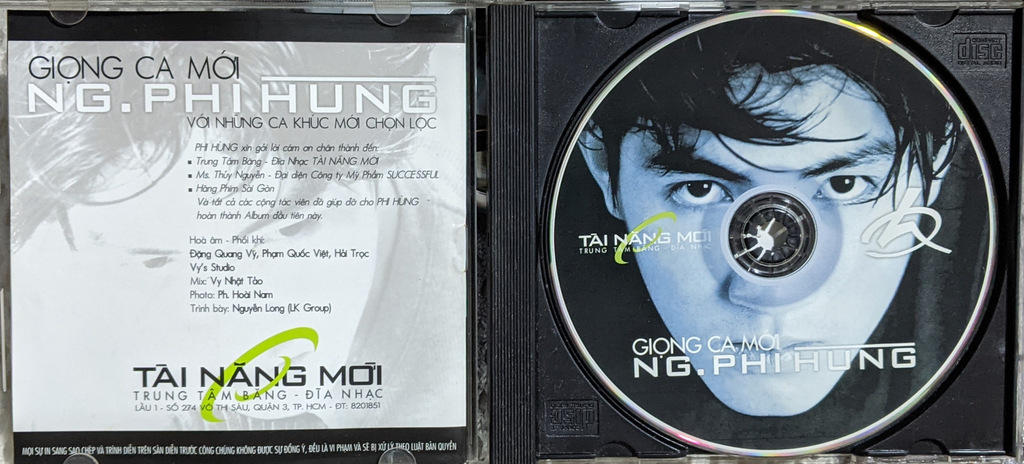 GIỌNG CA MỚI
NG.PHI HUNG
VỚI NHỮNG CA KHÚC MỚI CHỌN LỌC
PHI HÙNG xin gởi lời cám ơn chân thành đến:
Trung Tâm Băng - Đĩa Nhạc TÀI NĂNG MỚI
Ms. Thủy Nguyễn - Đại diện Công ty Mỹ Phẩm SUCCESSFUL
Hãng Phim Sài Gòn
Và tất cả các cộng tác viên đã giúp đỡ cho PHI HÙNG
hoàn thành Album đầu tiên này.
Hoà âm - Phối khí:
Đặng Quang Vỹ, Phạm Quốc Việt, Hải Trọc
Vy's Studio
Mix: Vy Nhật Tảo
Photo: Ph. Hoài Nam
Trình bày: Nguyễn Long (LK Group)
TÀI NĂNG MỚI
TRUNG TÂM BĂNG - ĐĨA NHẠC
LẦU 1 - SỐ 274 VÕ THỊ SÁU, QUẬN 3, TP. HCM - ĐT: 8201851
MỌI SỰ IN SANG SAO CHÉP VÀ TRÌNH DIỄN TRÊN SÀN DIỄN TRƯỚC CÔNG CHÚNG KHÔNG ĐƯỢC SỰ ĐỒNG Ý, ĐỀU LÀ VI PHẠM VÀ SẼ BỊ XỬ LÝ THEO LUẬT BẢN QUYỀN
disc
TÀI NĂNG MỚI
TRUNG TÂM BĂNG - ĐĨA NHẠC
GIỌNG CA MỚI
NG.PHI HUNG